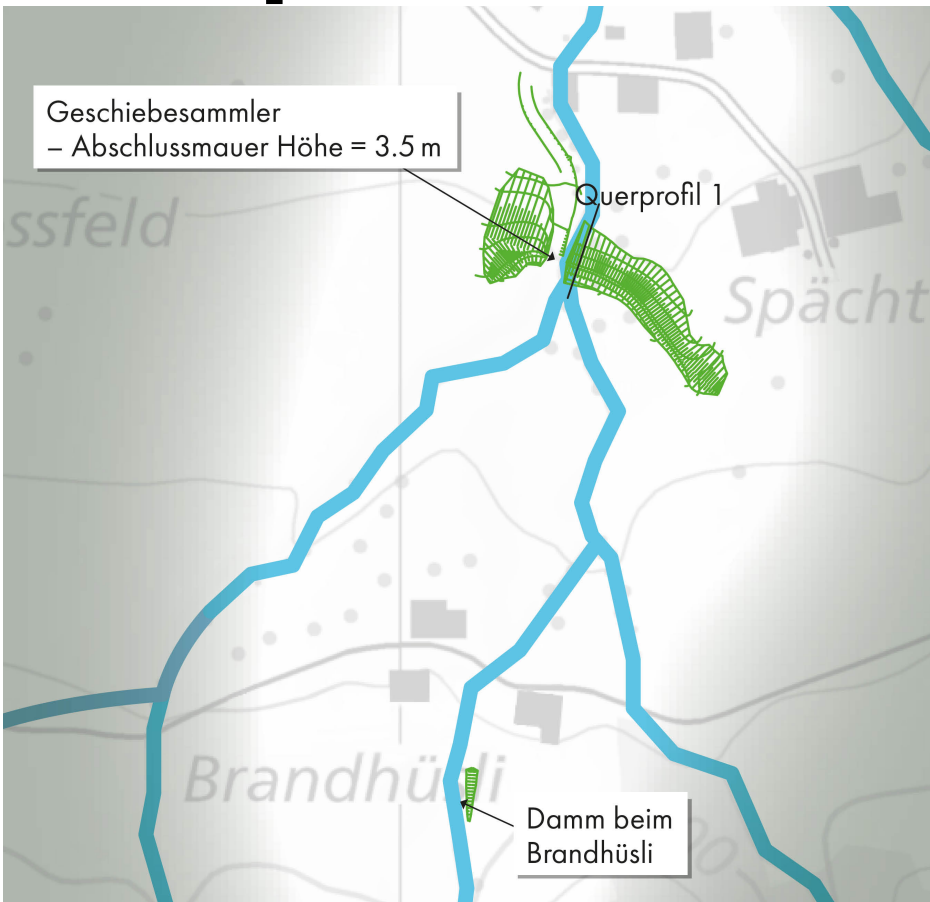 Geschiebesammler
– Abschlussmauer Höhe = 3.5 m
Querprofil 1
ssfeld
Spächt
Brandhüsli
Damm beim
Brandhüsli